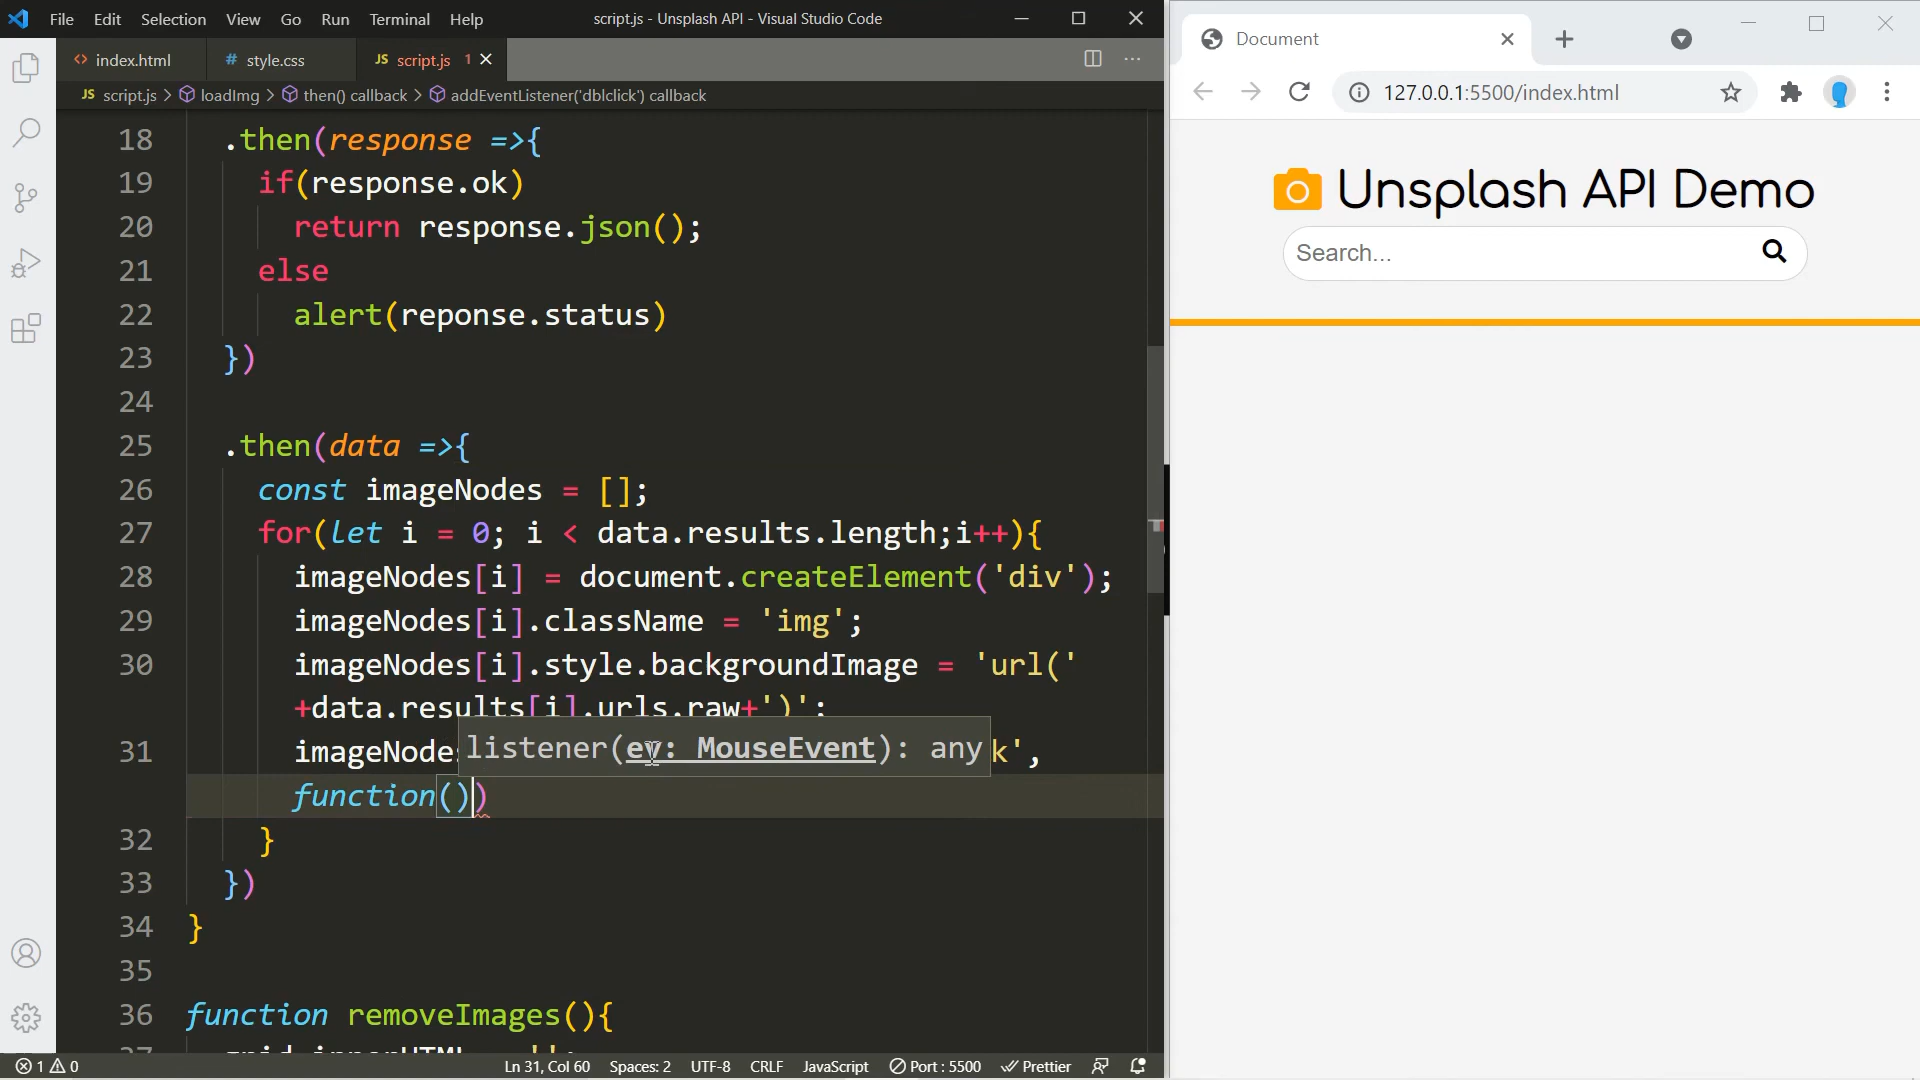 File Edit Selection View Go Run Terminal Help script.js - Unsplash API - Visual Studio Code
index.html style.css JS script.js 1
JS script.js > loadImg > then() callback > addEventListener('dblclick') callback
18 .then(response =>{
19 if(response.ok)
20 return response.json();
21 else
22 alert(reponse.status)
23 })
24
25 .then(data =>{
26 const imageNodes = [];
27 for(let i = 0; i < data.results.length;i++){
28 imageNodes[i] = document.createElement('div');
29 imageNodes[i].className = 'img';
30 imageNodes[i].style.backgroundImage = 'url('
+data.results[i].urls.raw+')';
31 imageNodes
listener(ev: MouseEvent): any
k',
function())
32 }
33 })
34 }
35
36 function removeImages(){
1 0 Ln 31, Col 60 Spaces: 2 UTF-8 CRLF JavaScript Port : 5500 Prettier
Document
127.0.0.1:5500/index.html
Unsplash API Demo
Search...